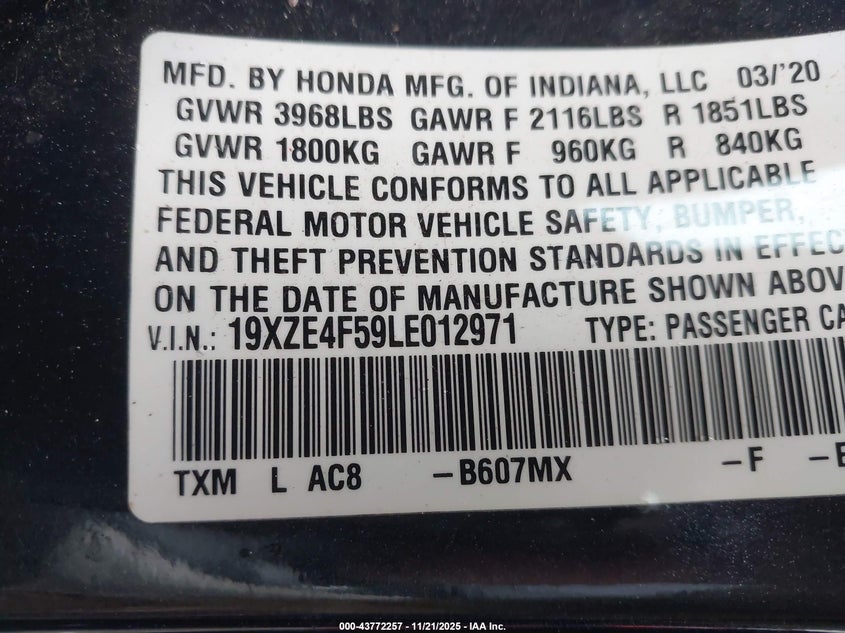 MFD. BY HONDA MFG. OF INDIANA, LLC 03/'20
GVWR 3968LBS GAWR F 2116LBS R 1851LBS
GVWR 1800KG GAWR F 960KG R 840KG
THIS VEHICLE CONFORMS TO ALL APPLICABLE
FEDERAL MOTOR VEHICLE SAFETY, BUMPER,
AND THEFT PREVENTION STANDARDS IN EFFEC
ON THE DATE OF MANUFACTURE SHOWN ABOV
V.I.N.: 19XZE4F59LE012971 TYPE: PASSENGER CA
TXM L AC8 -B607MX -F -E
000-43772257 - 11/21/2025 - IAA Inc.